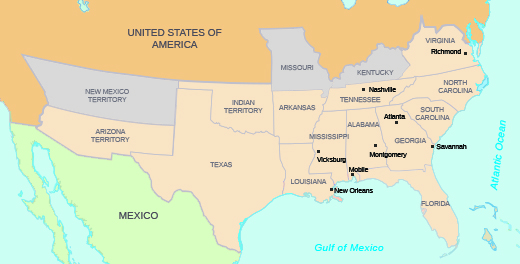 UNITED STATES OF
AMERICA
VIRGINIA
Richmond
MISSOURI
KENTUCKY
NEW MEXICO
TERRITORY
Nashville
NORTH
CAROLINA
TENNESSEE
INDIAN
TERRITORY
ARKANSAS
SOUTH
CAROLINA
Atlanta
ALABAMA
ARIZONA
TERRITORY
MISSISSIPPI
GEORGIA
Savannah
Atlantic Ocean
Vicksburg
Montgomery
TEXAS
Mobile
LOUISIANA
New Orleans
FLORIDA
MEXICO
Gulf of Mexico